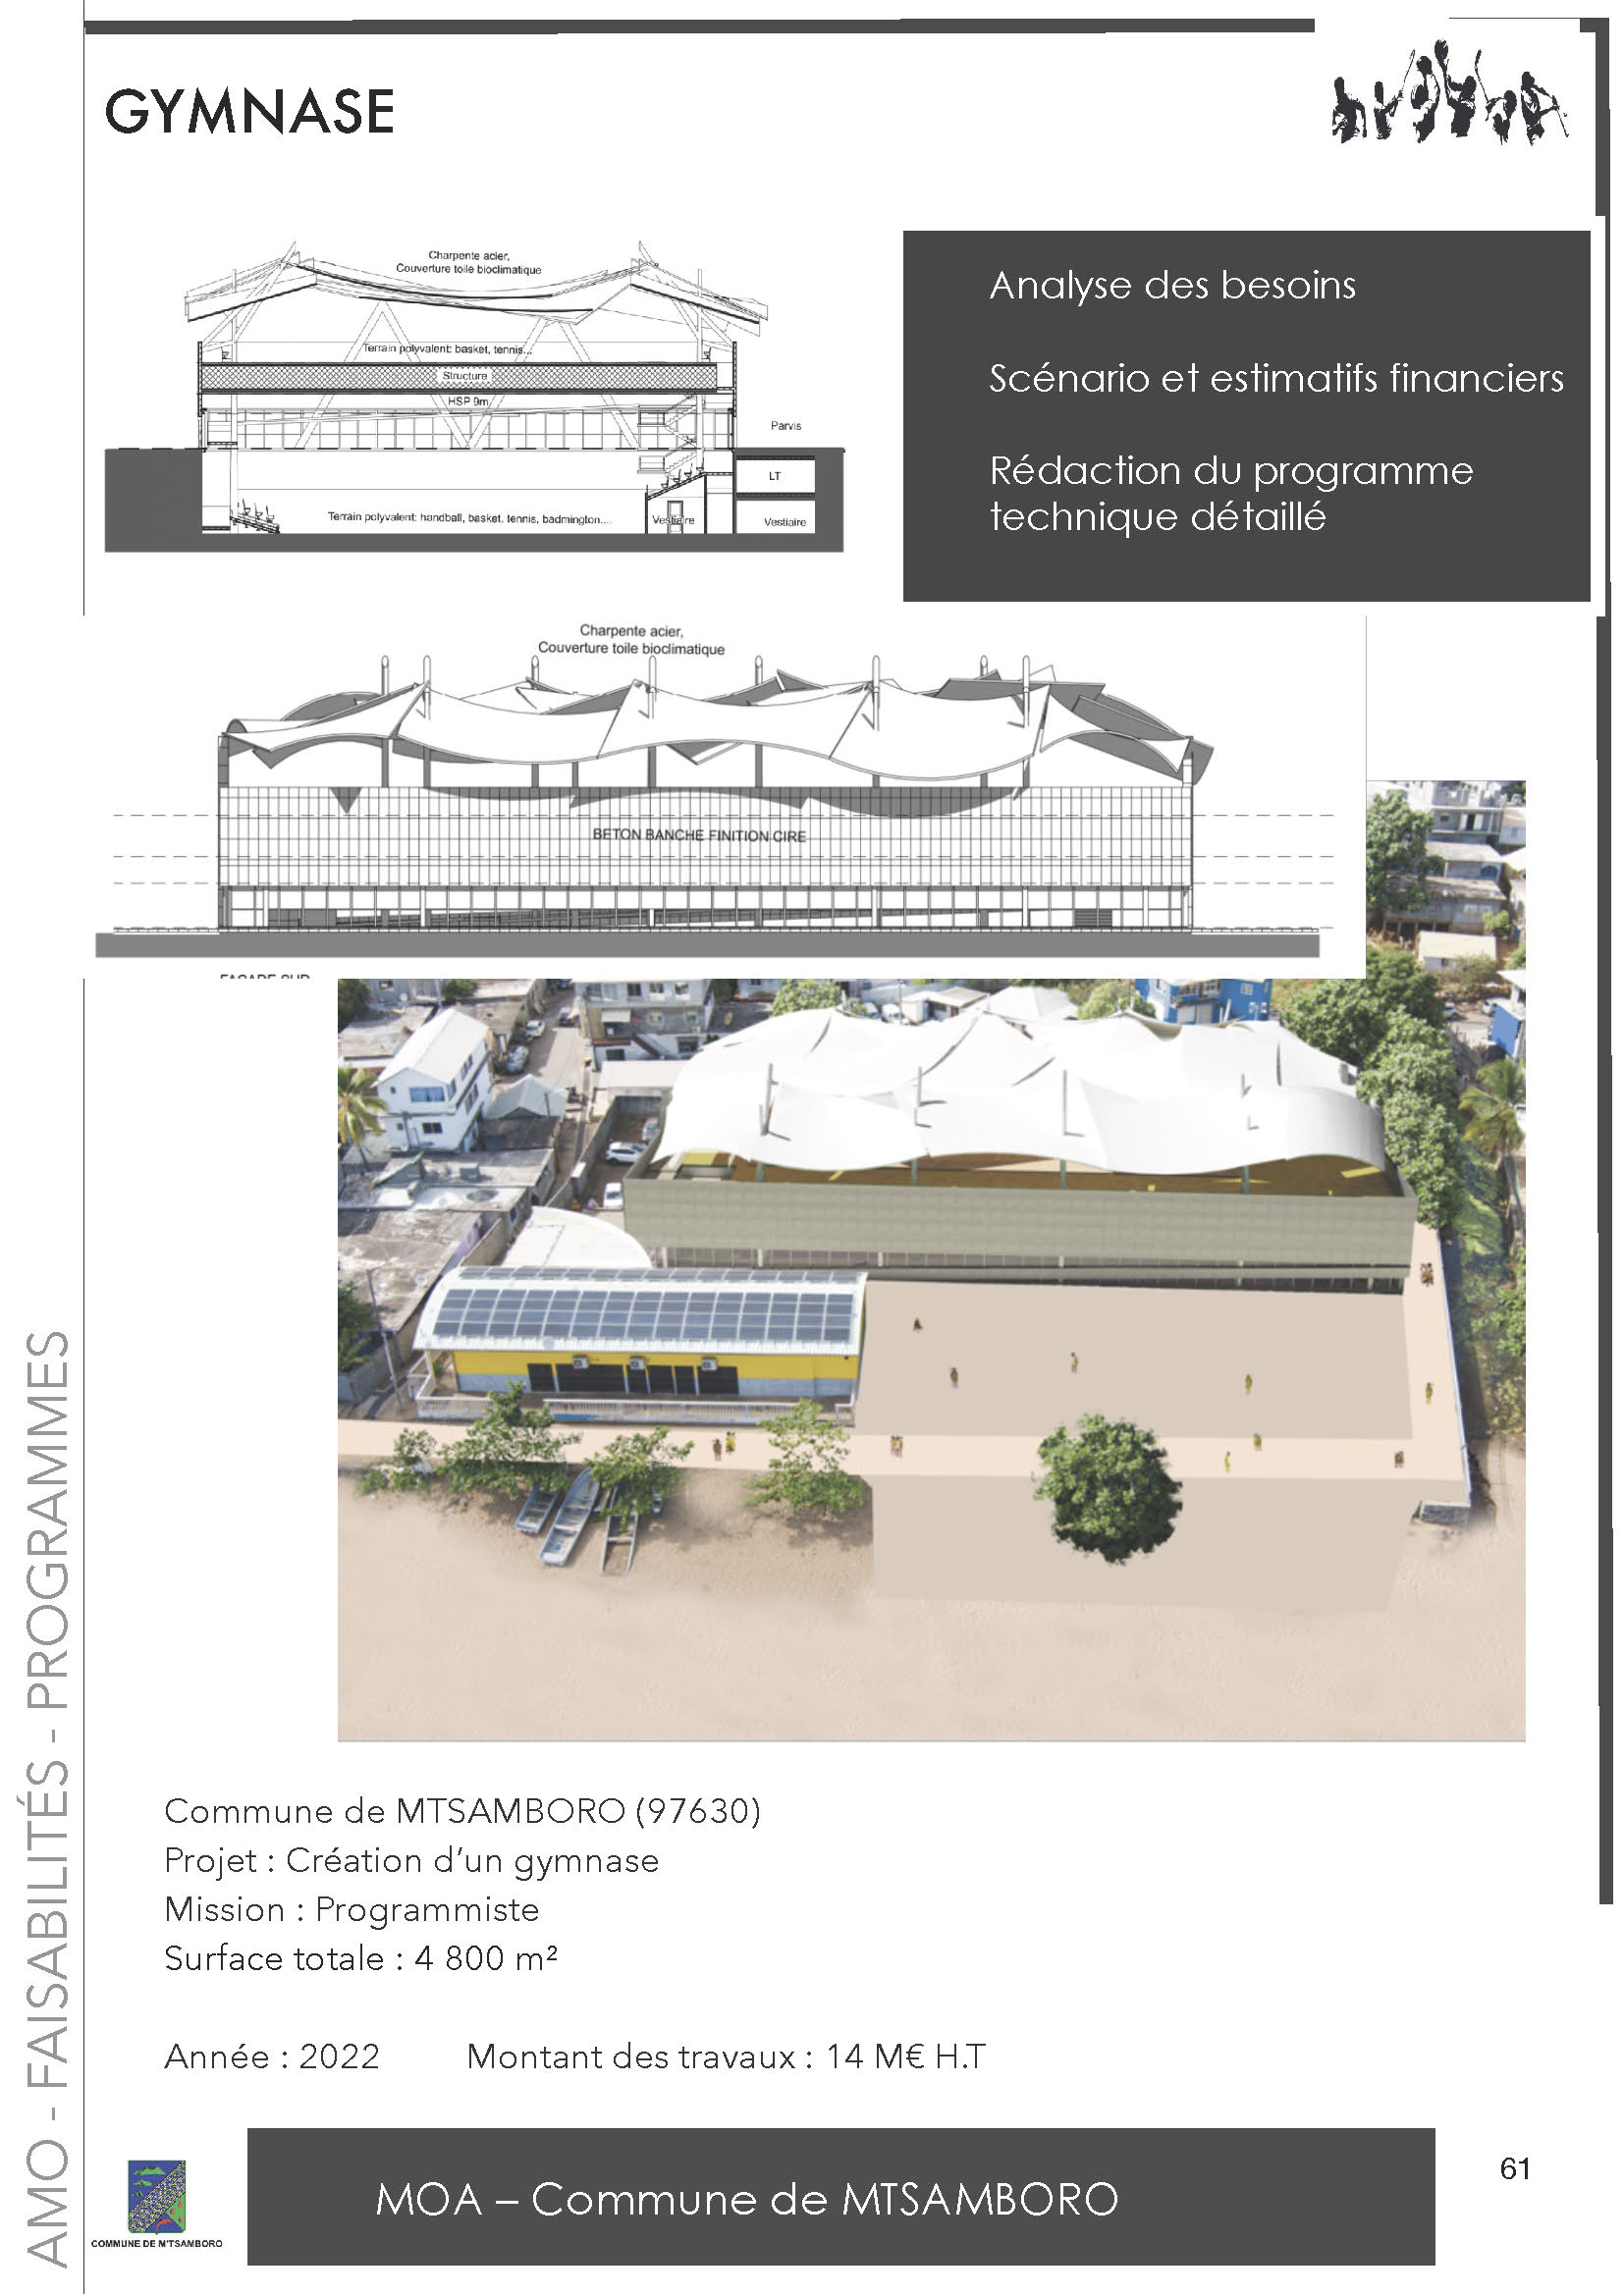 GYMNASE
Charpente acier,
Couverture toile bioclimatique
Terrain polyvalent: basket, tennis...
Structure
HSP 9m
Parvis
LT
Terrain polyvalent: handball, basket, tennis, badmington....
Vestiaire
Vestiaire
Analyse des besoins
Scénario et estimatifs financiers
Rédaction du programme
technique détaillé
Charpente acier,
Couverture toile bioclimatique
BETON BANCHE FINITION CIRE
FACADE SUD
AMO - FAISABILITÉS - PROGRAMMES
Commune de MTSAMBORO (97630)
Projet : Création d’un gymnase
Mission : Programmiste
Surface totale : 4 800 m²
Année : 2022 Montant des travaux : 14 M€ H.T
COMMUNE DE M'TSAMBORO
MOA – Commune de MTSAMBORO
61